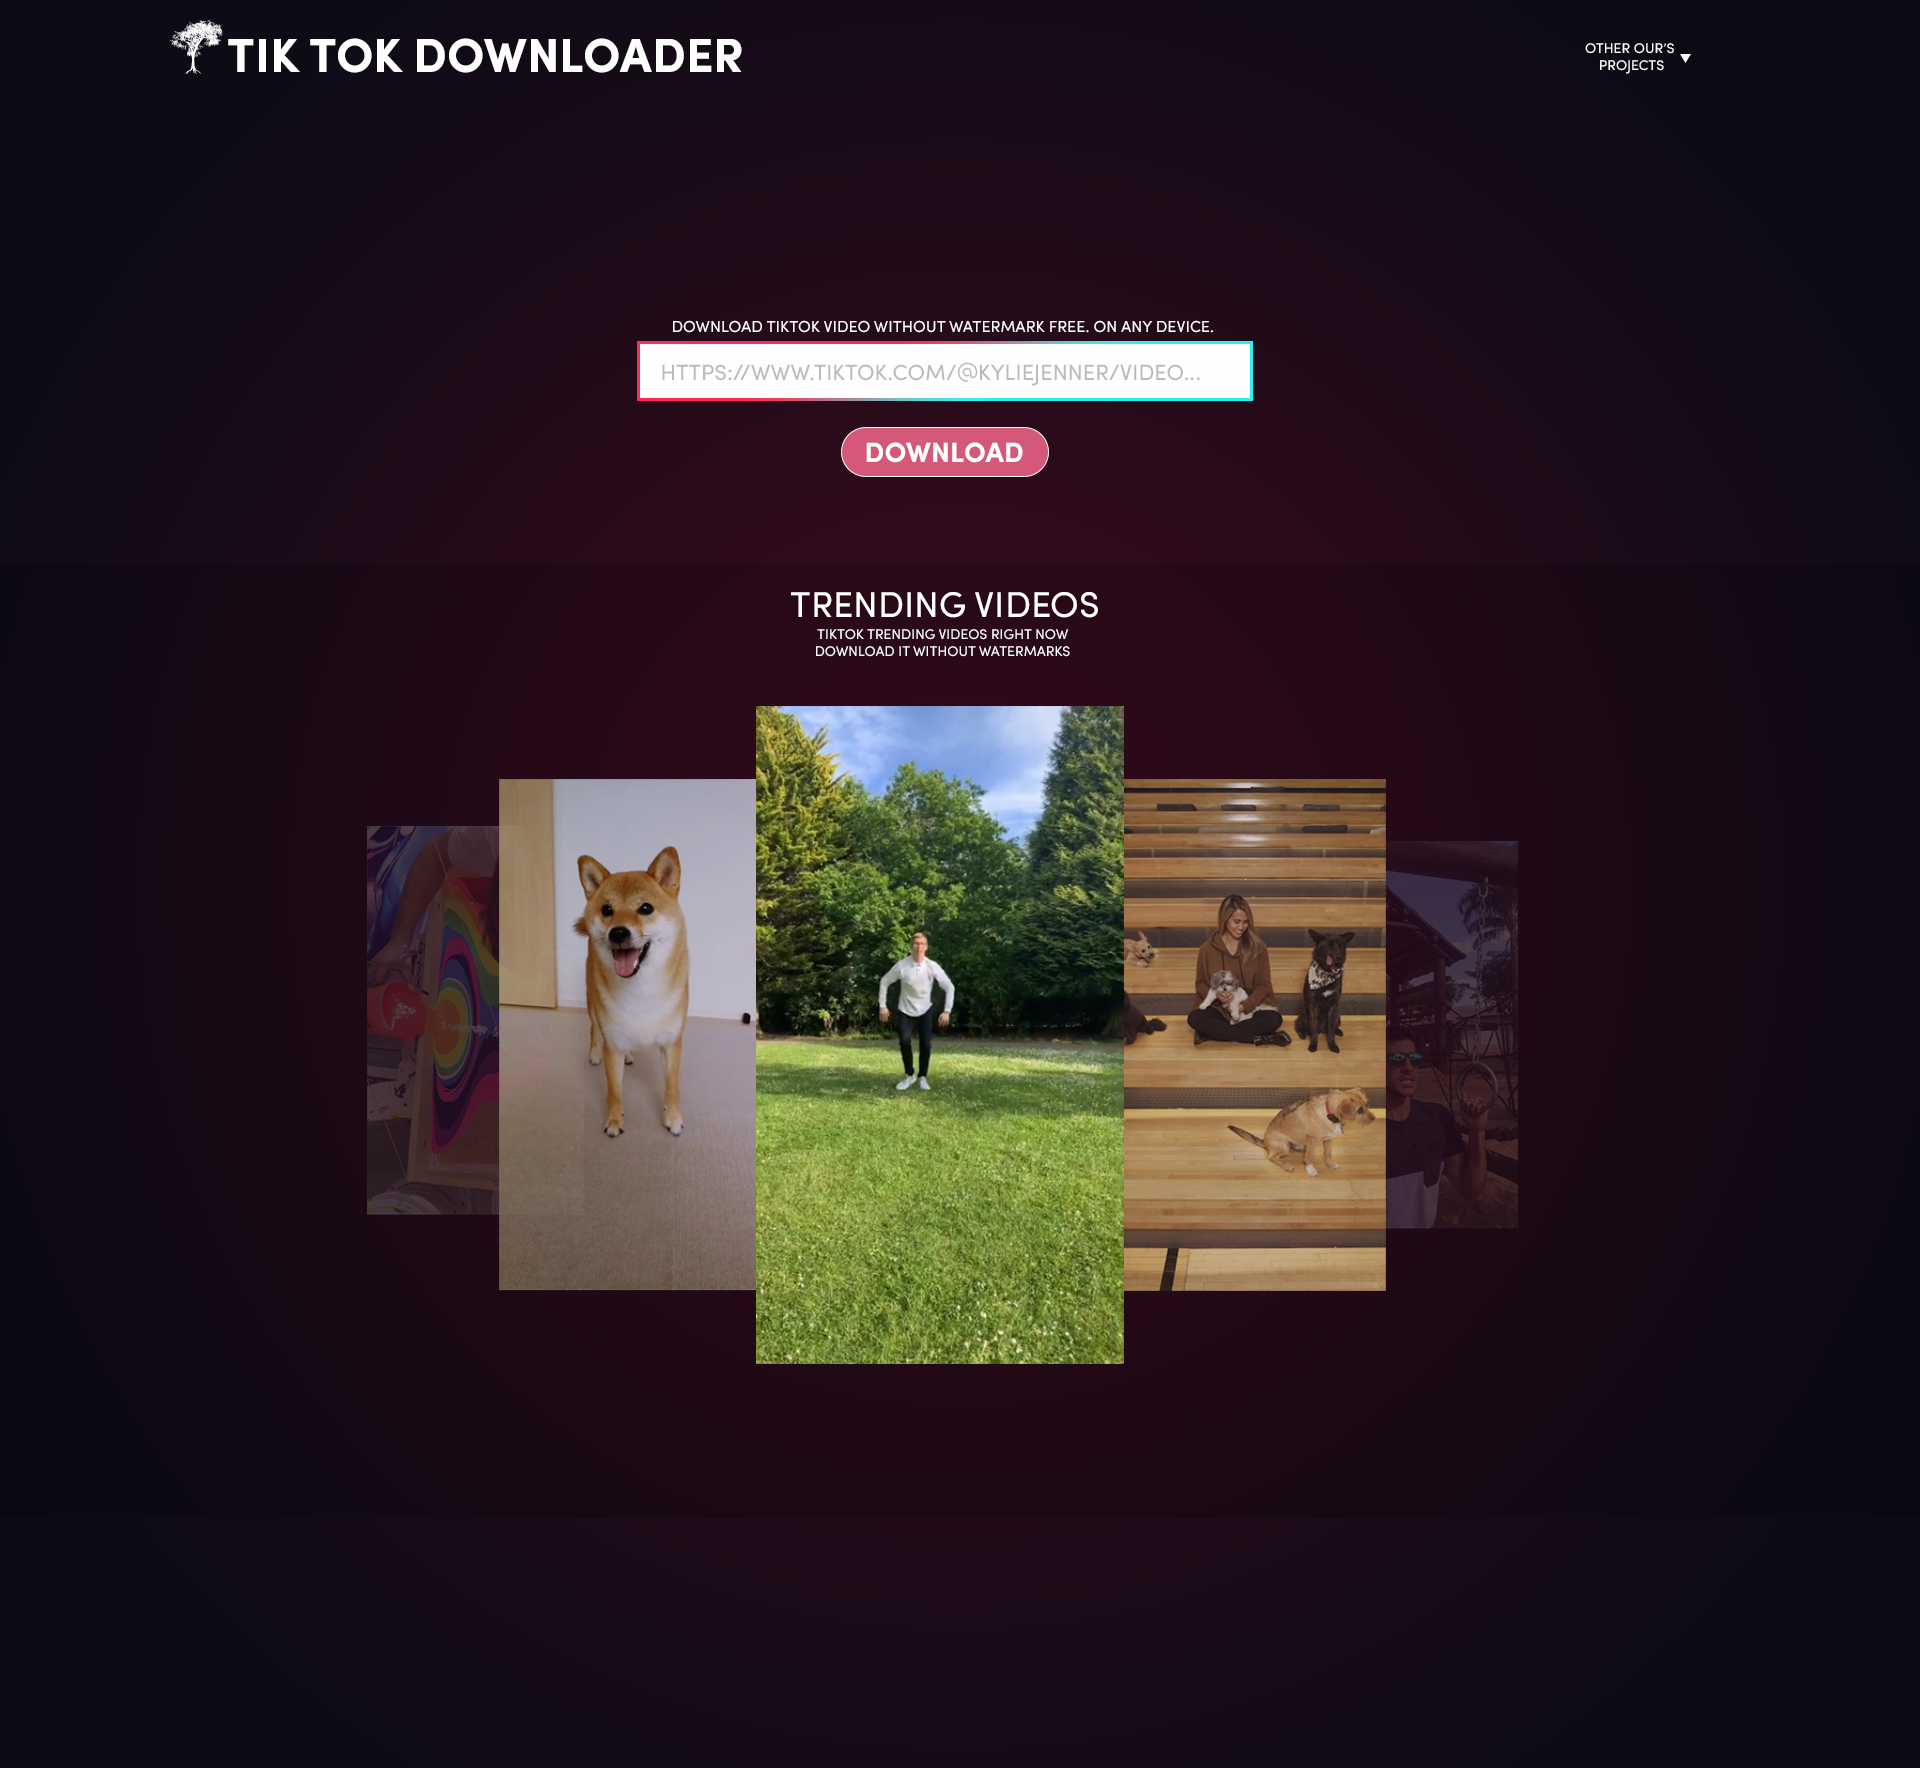 TIK TOK DOWNLOADER
OTHER OUR'S
PROJECTS
DOWNLOAD TIKTOK VIDEO WITHOUT WATERMARK FREE. ON ANY DEVICE.
HTTPS://WWW.TIKTOK.COM/@KYLIEJENNER/VIDEO...
DOWNLOAD
TRENDING VIDEOS
TIKTOK TRENDING VIDEOS RIGHT NOW
DOWNLOAD IT WITHOUT WATERMARKS